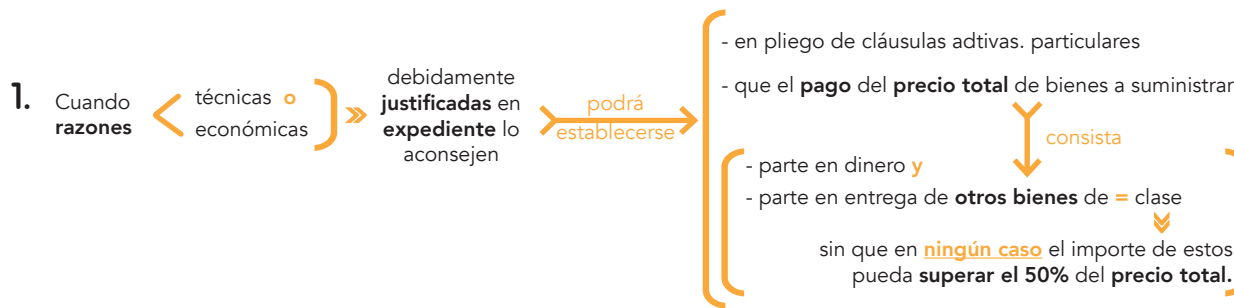 1. Cuando
razones
técnicas o
económicas
debidamente
justificadas en
expediente lo
aconsejen
podrá
establecerse
- en pliego de cláusulas adtivas. particulares
- que el pago del precio total de bienes a suministrar
consista
- parte en dinero y
- parte en entrega de otros bienes de = clase
sin que en ningún caso el importe de estos
pueda superar el 50% del precio total.